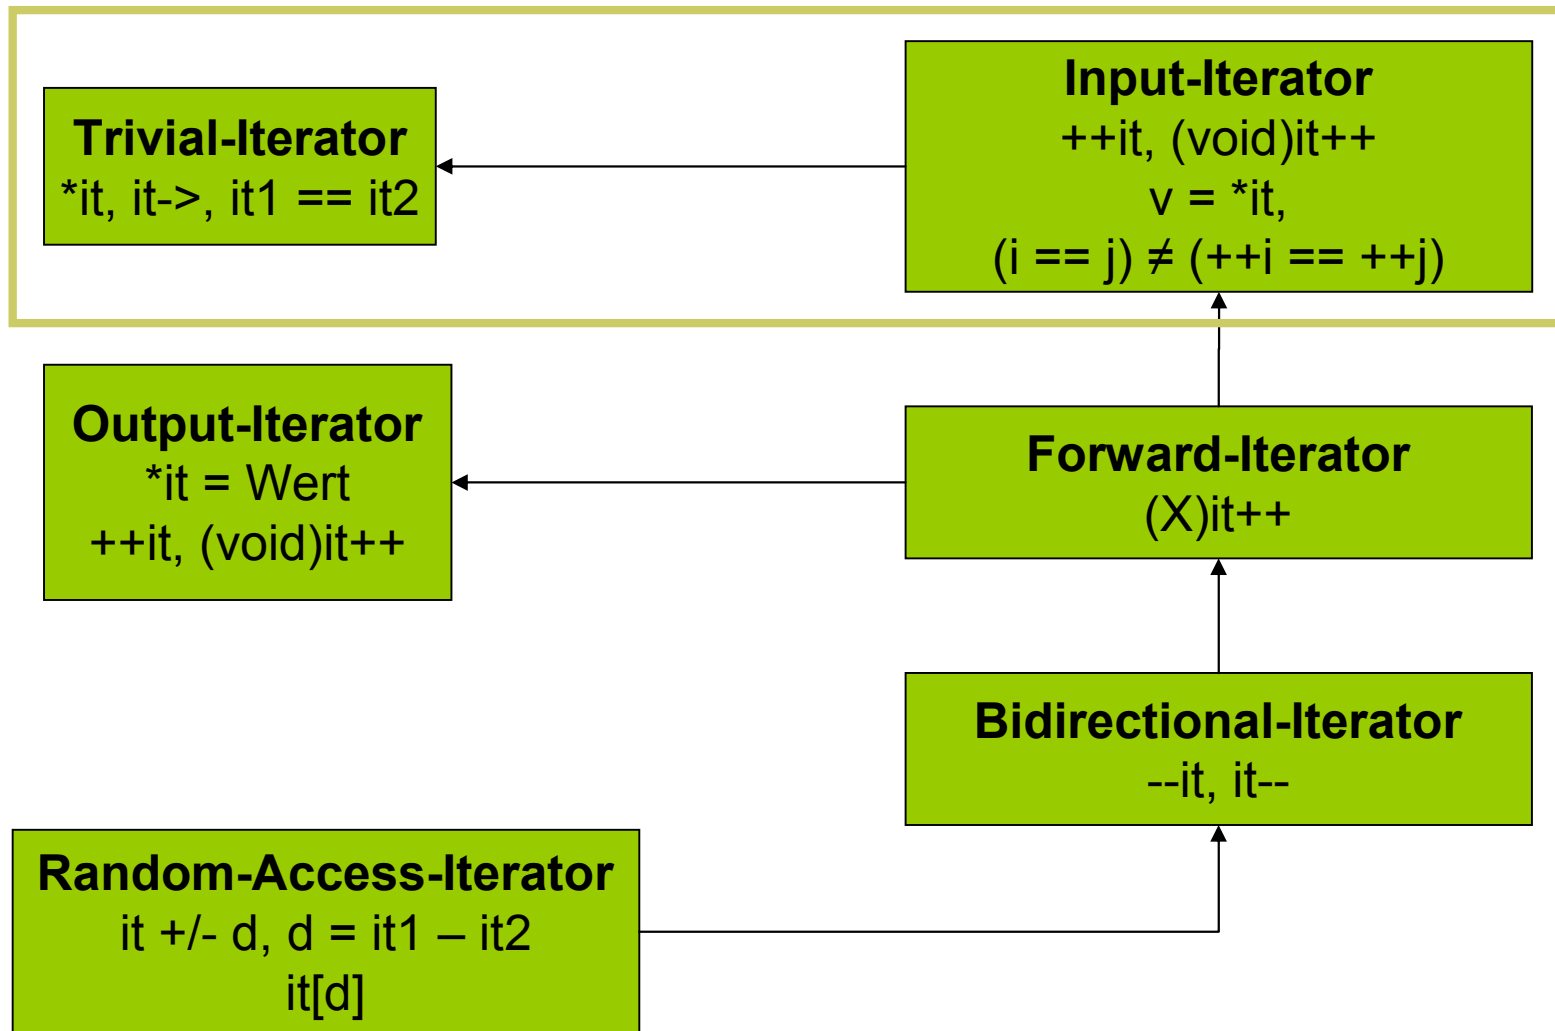 Trivial-Iterator
*it, it->, it1 == it2
Input-Iterator
++it, (void)it++
v = *it,
(i == j) ≠ (++i == ++j)
Output-Iterator
*it = Wert
++it, (void)it++
Forward-Iterator
(X)it++
Bidirectional-Iterator
--it, it--
Random-Access-Iterator
it +/- d, d = it1 – it2
it[d]